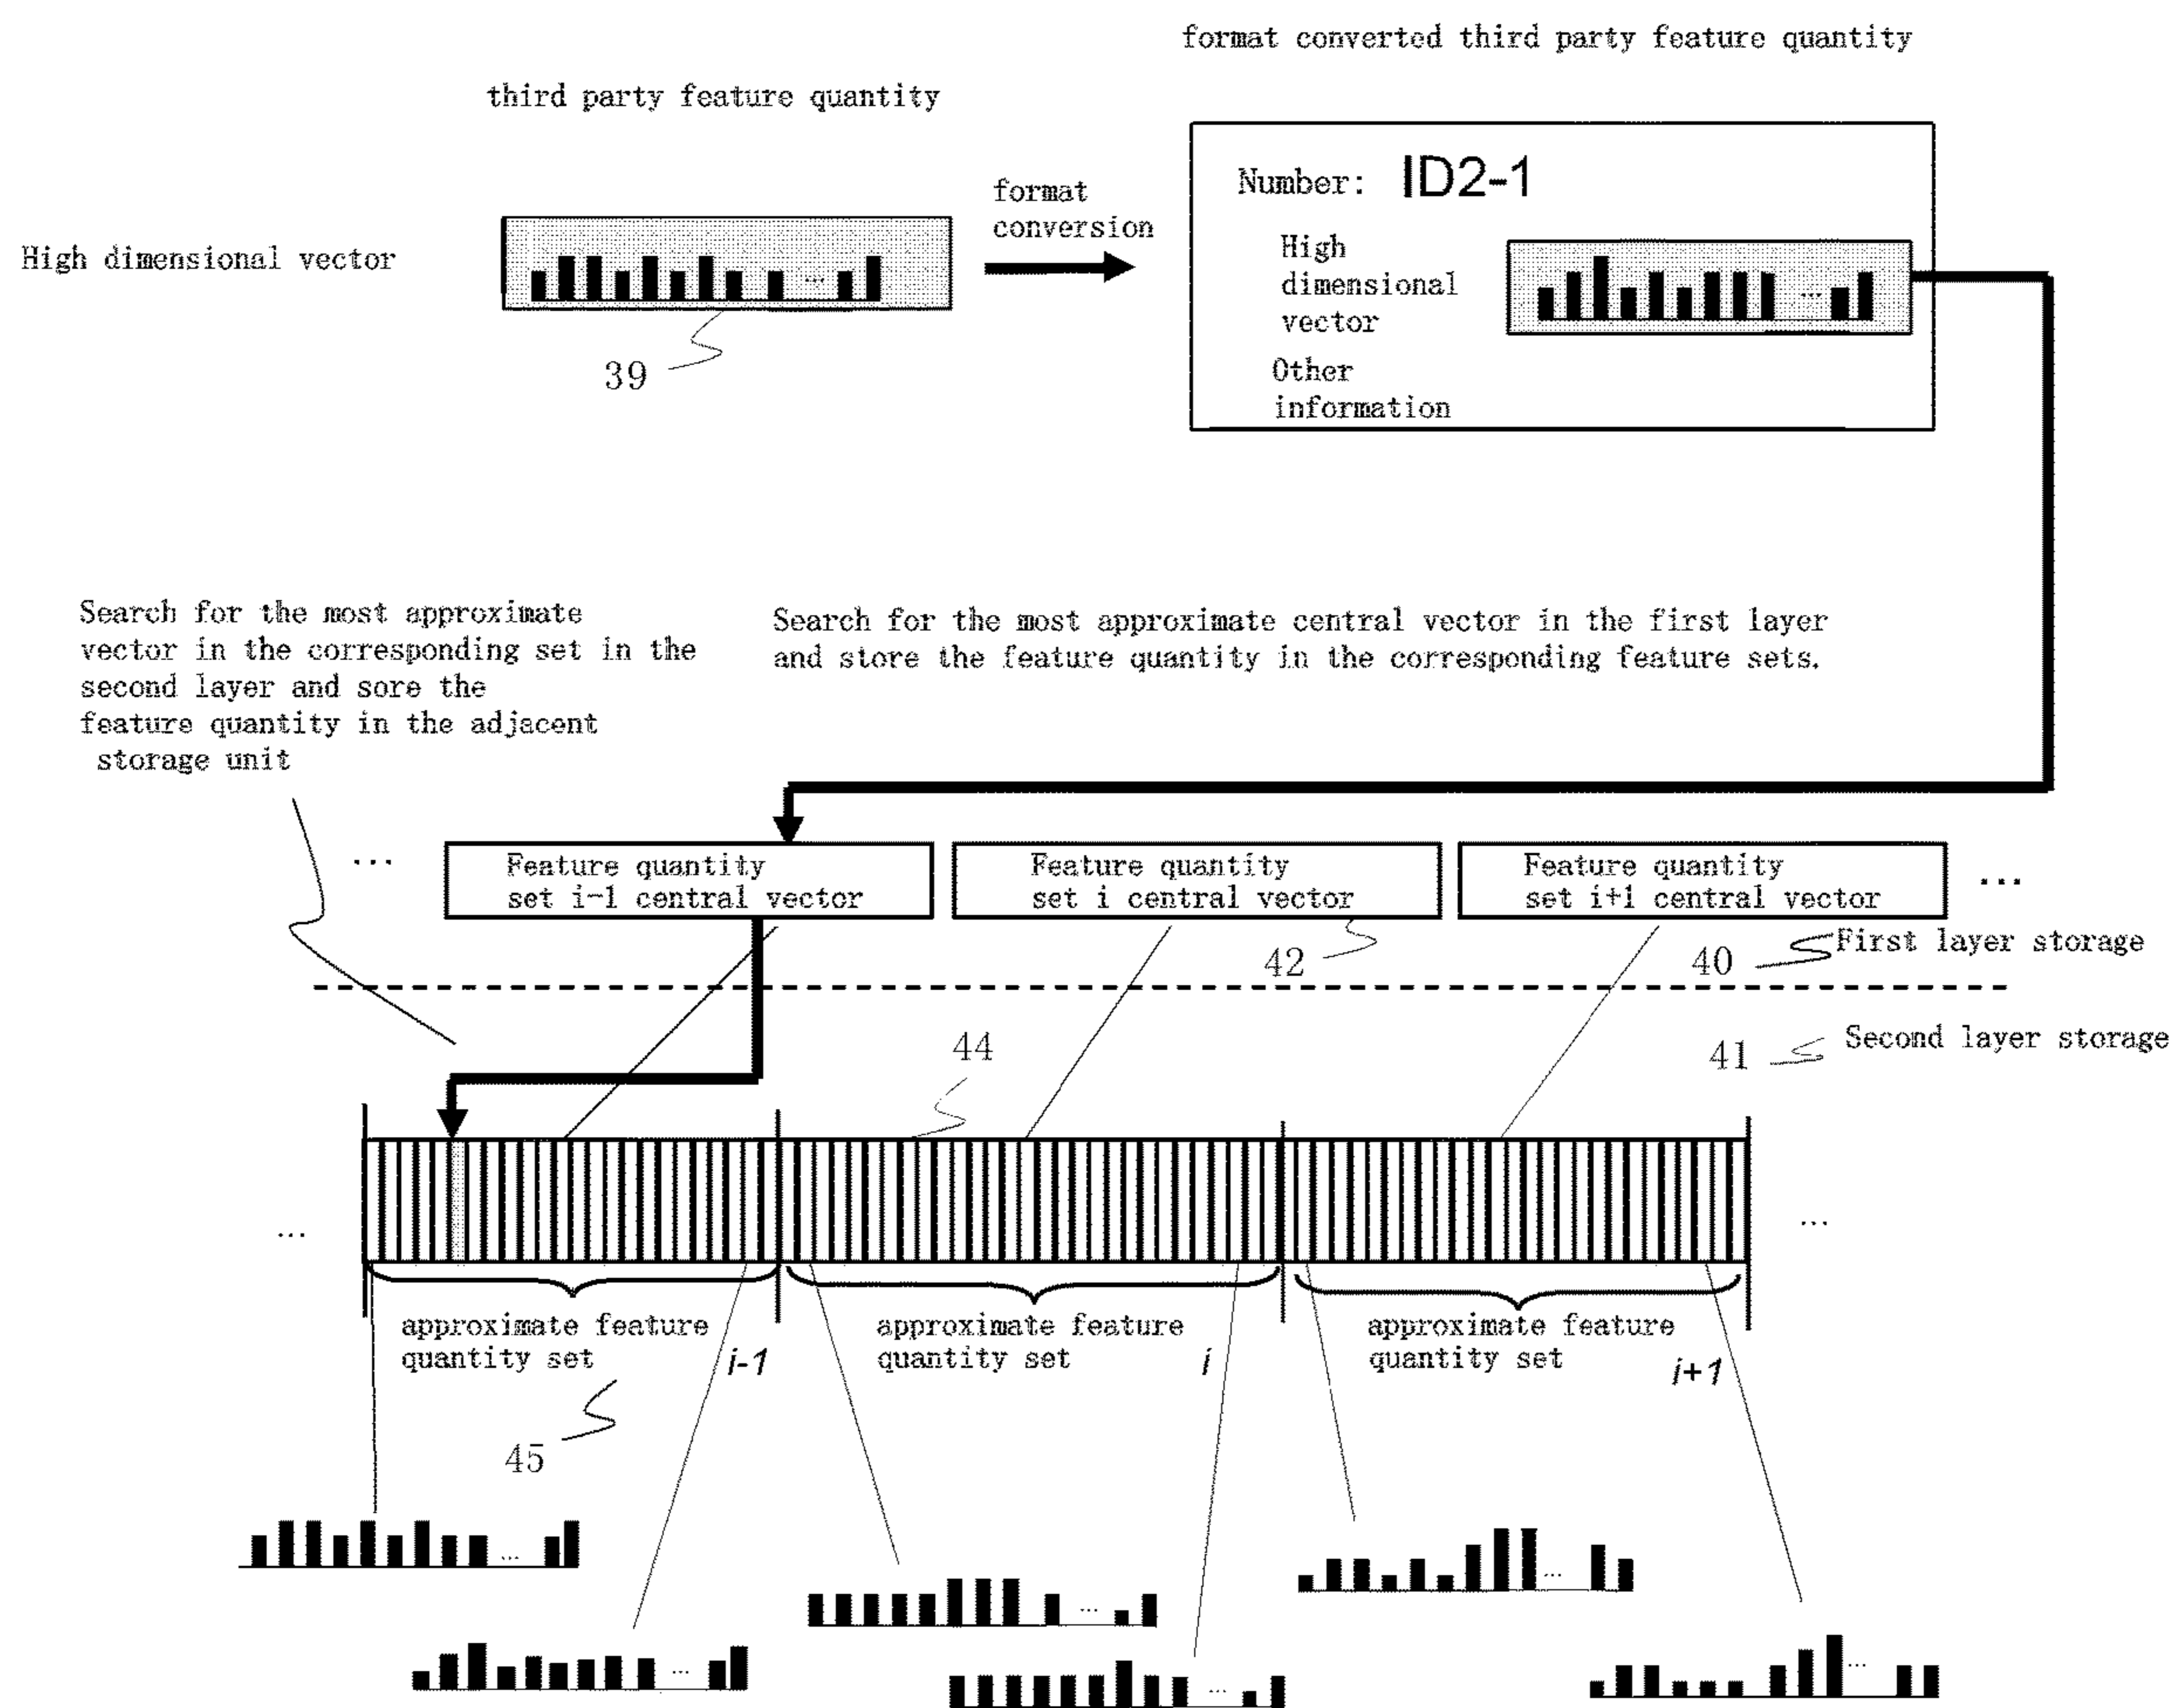 format converted third party feature quantity
third party feature quantity
Number: ID2-1
format
conversion
High dimensional vector
High
dimensional
vector
...
...
39
Other
information
Search for the most approximate
vector in the corresponding set in the
second layer and sore the
feature quantity in the adjacent
storage unit
Search for the most approximate central vector in the first layer
and store the feature quantity in the corresponding feature sets.
...
Feature quantity
set i-1 central vector
Feature quantity
set i central vector
Feature quantity
set i+1 central vector
...
42
40
First layer storage
44
41
Second layer storage
...
...
approximate feature
quantity set i-1
approximate feature
quantity set i
approximate feature
quantity set i+1
45
...
...
...
...
...
...